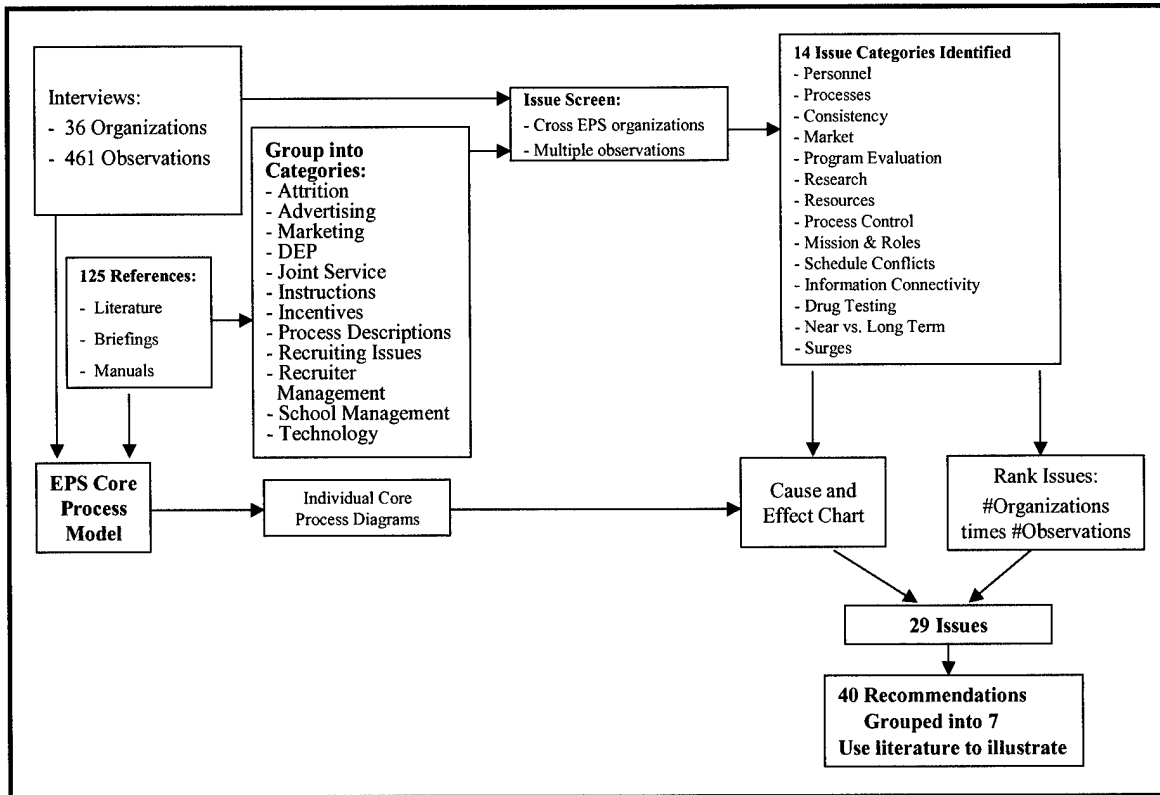 Interviews:
- 36 Organizations
- 461 Observations
125 References:
- Literature
- Briefings
- Manuals
Group into
Categories:
- Attrition
- Advertising
- Marketing
- DEP
- Joint Service
- Instructions
- Incentives
- Process Descriptions
- Recruiting Issues
- Recruiter
Management
- School Management
- Technology
Issue Screen:
- Cross EPS organizations
- Multiple observations
14 Issue Categories Identified
- Personnel
- Processes
- Consistency
- Market
- Program Evaluation
- Research
- Resources
- Process Control
- Mission & Roles
- Schedule Conflicts
- Information Connectivity
- Drug Testing
- Near vs. Long Term
- Surges
EPS Core
Process
Model
Individual Core
Process Diagrams
Cause and
Effect Chart
Rank Issues:
#Organizations
times #Observations
29 Issues
40 Recommendations
Grouped into 7
Use literature to illustrate